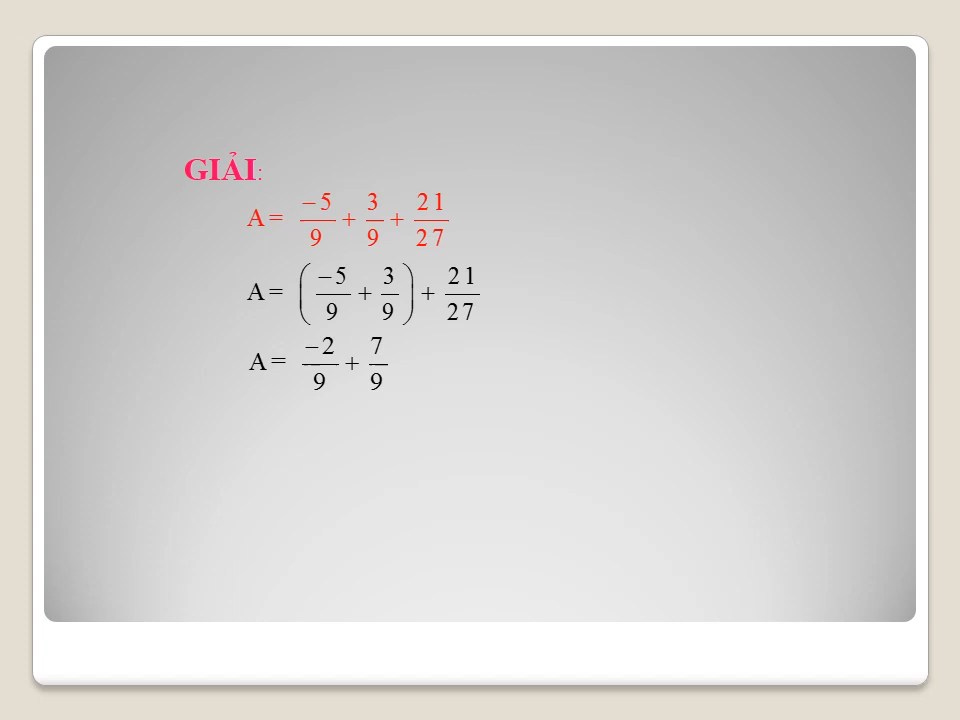 GIẢI:
A = −5/9 + 3/9 + 21/27
A = (−5/9 + 3/9) + 21/27
A = −2/9 + 7/9